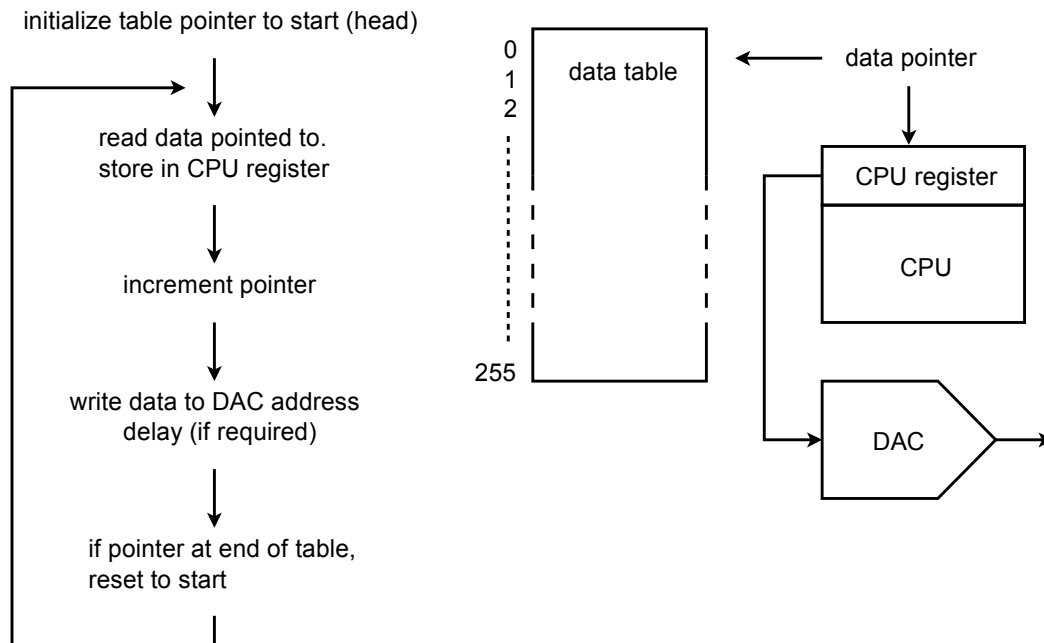 initialize table pointer to start (head)
read data pointed to.
store in CPU register
increment pointer
write data to DAC address
delay (if required)
if pointer at end of table,
reset to start
0
1
2
255
data table
data pointer
CPU register
CPU
DAC